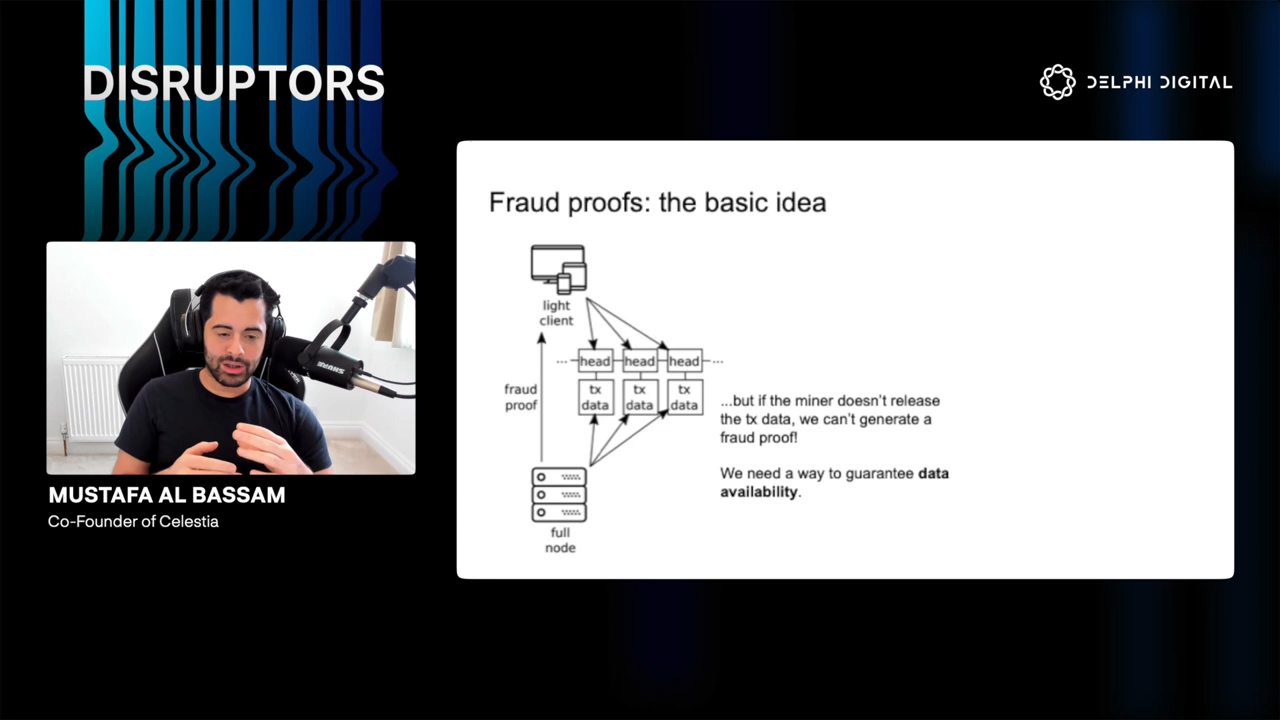 DISRUPTORS
DELPHI DIGITAL
MUSTAFA AL BASSAM
Co-Founder of Celestia
SHURE
Fraud proofs: the basic idea
light
client
... head head head ...
tx tx tx
data data data
fraud
proof
full
node
...but if the miner doesn't release
the tx data, we can't generate a
fraud proof!
We need a way to guarantee data
availability.